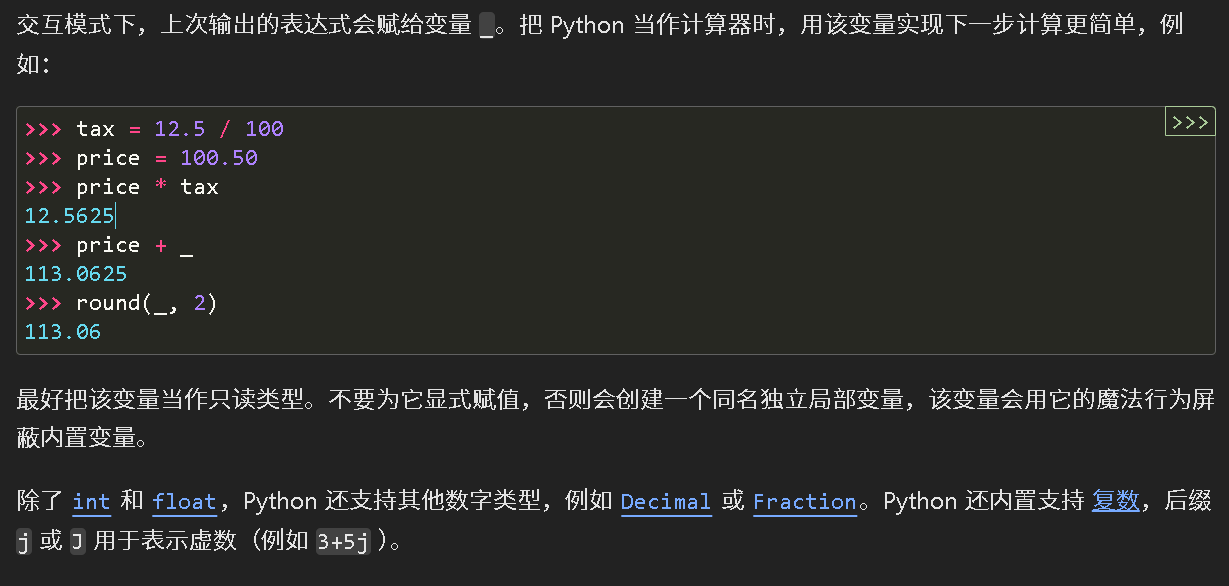 交互模式下，上次输出的表达式会赋给变量 _。把 Python 当作计算器时，用该变量实现下一步计算更简单，例
如：
>>>
>>> tax = 12.5 / 100
>>> price = 100.50
>>> price * tax
12.5625
>>> price + _
113.0625
>>> round(_, 2)
113.06
最好把该变量当作只读类型。不要为它显式赋值，否则会创建一个同名独立局部变量，该变量会用它的魔法行为屏
蔽内置变量。
除了 int 和 float，Python 还支持其他数字类型，例如 Decimal 或 Fraction。Python 还内置支持 复数，后缀
j 或 J 用于表示虚数（例如 3+5j ）。